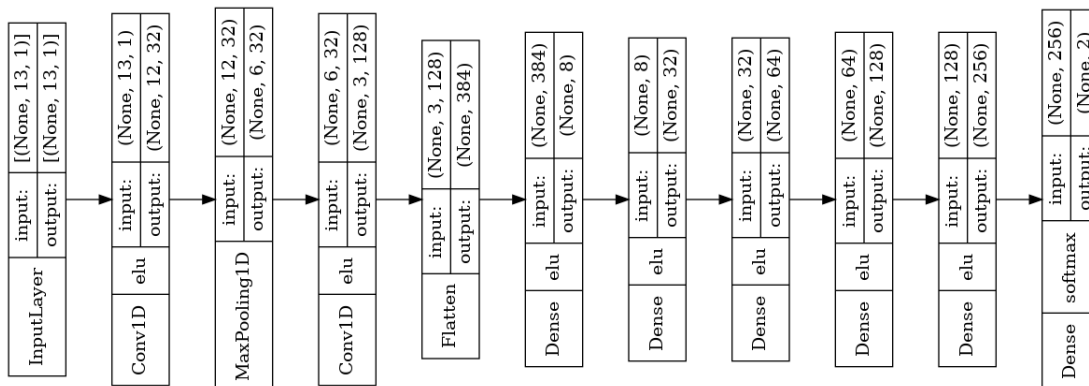 InputLayer input: [(None, 13, 1)]
output: [(None, 13, 1)]
Conv1D elu input: (None, 13, 1)
output: (None, 12, 32)
MaxPooling1D input: (None, 12, 32)
output: (None, 6, 32)
Conv1D elu input: (None, 6, 32)
output: (None, 3, 128)
Flatten input: (None, 3, 128)
output: (None, 384)
Dense elu input: (None, 384)
output: (None, 8)
Dense elu input: (None, 8)
output: (None, 32)
Dense elu input: (None, 32)
output: (None, 64)
Dense elu input: (None, 64)
output: (None, 128)
Dense elu input: (None, 128)
output: (None, 256)
Dense softmax input: (None, 256)
output: (None, 2)